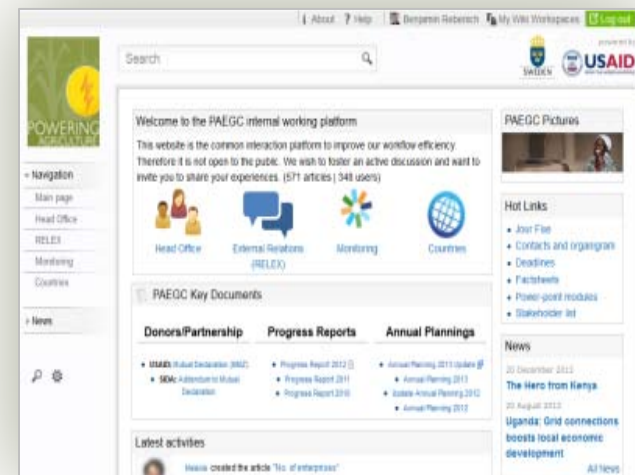 About ? Help Benjamin Rebenich My Wiki Workspaces Log out
Search
SWEDEN
powered by
USAID
POWERING
AGRICULTURE
Navigation
Main page
Head Office
RELEX
Monitoring
Countries
News
Welcome to the PAEGC internal working platform
This website is the common interaction platform to improve our workflow efficiency.
Therefore it is not open to the public. We wish to foster an active discussion and want to
invite you to share your experiences. (571 articles | 348 users)
Head Office
External Relations
(RELEX)
Monitoring
Countries
PAEGC Key Documents
Donors/Partnership
USAID: Mutual Declaration (BMZ)
SIDA: Addendum to Mutual
Declaration
Progress Reports
Progress Report 2012
Progress Report 2011
Progress Report 2010
Annual Plannings
Annual Planning 2013 Update
Annual Planning 2013
Update Annual Planning 2012
Annual Planning 2012
Latest activities
created the article "No. of enterprises"
PAEGC Pictures
Hot Links
Jour Fixe
Contacts and organigram
Deadlines
Factsheets
Power-point modules
Stakeholder list
News
20 December 2013
The Hero from Kenya
20 August 2013
Uganda: Grid connections
boosts local economic
development
All News